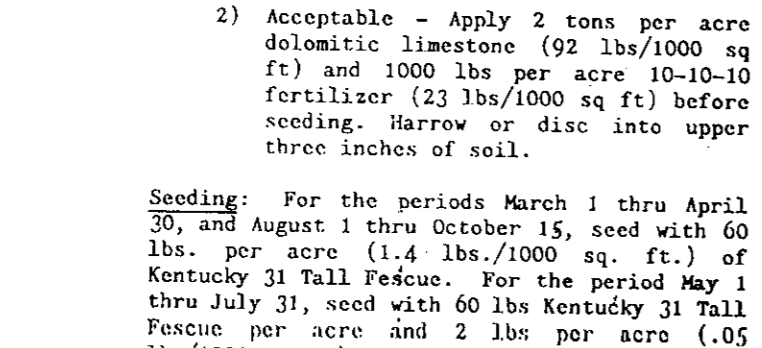 2) Acceptable - Apply 2 tons per acre
dolomitic limestone (92 lbs/1000 sq
ft) and 1000 lbs per acre 10-10-10
fertilizer (23 lbs/1000 sq ft) before
seeding. Harrow or disc into upper
three inches of soil.
Seeding: For the periods March 1 thru April
30, and August 1 thru October 15, seed with 60
lbs. per acre (1.4 lbs./1000 sq. ft.) of
Kentucky 31 Tall Fescue. For the period May 1
thru July 31, seed with 60 lbs Kentucky 31 Tall
Fescue per acre and 2 lbs per acre (.05